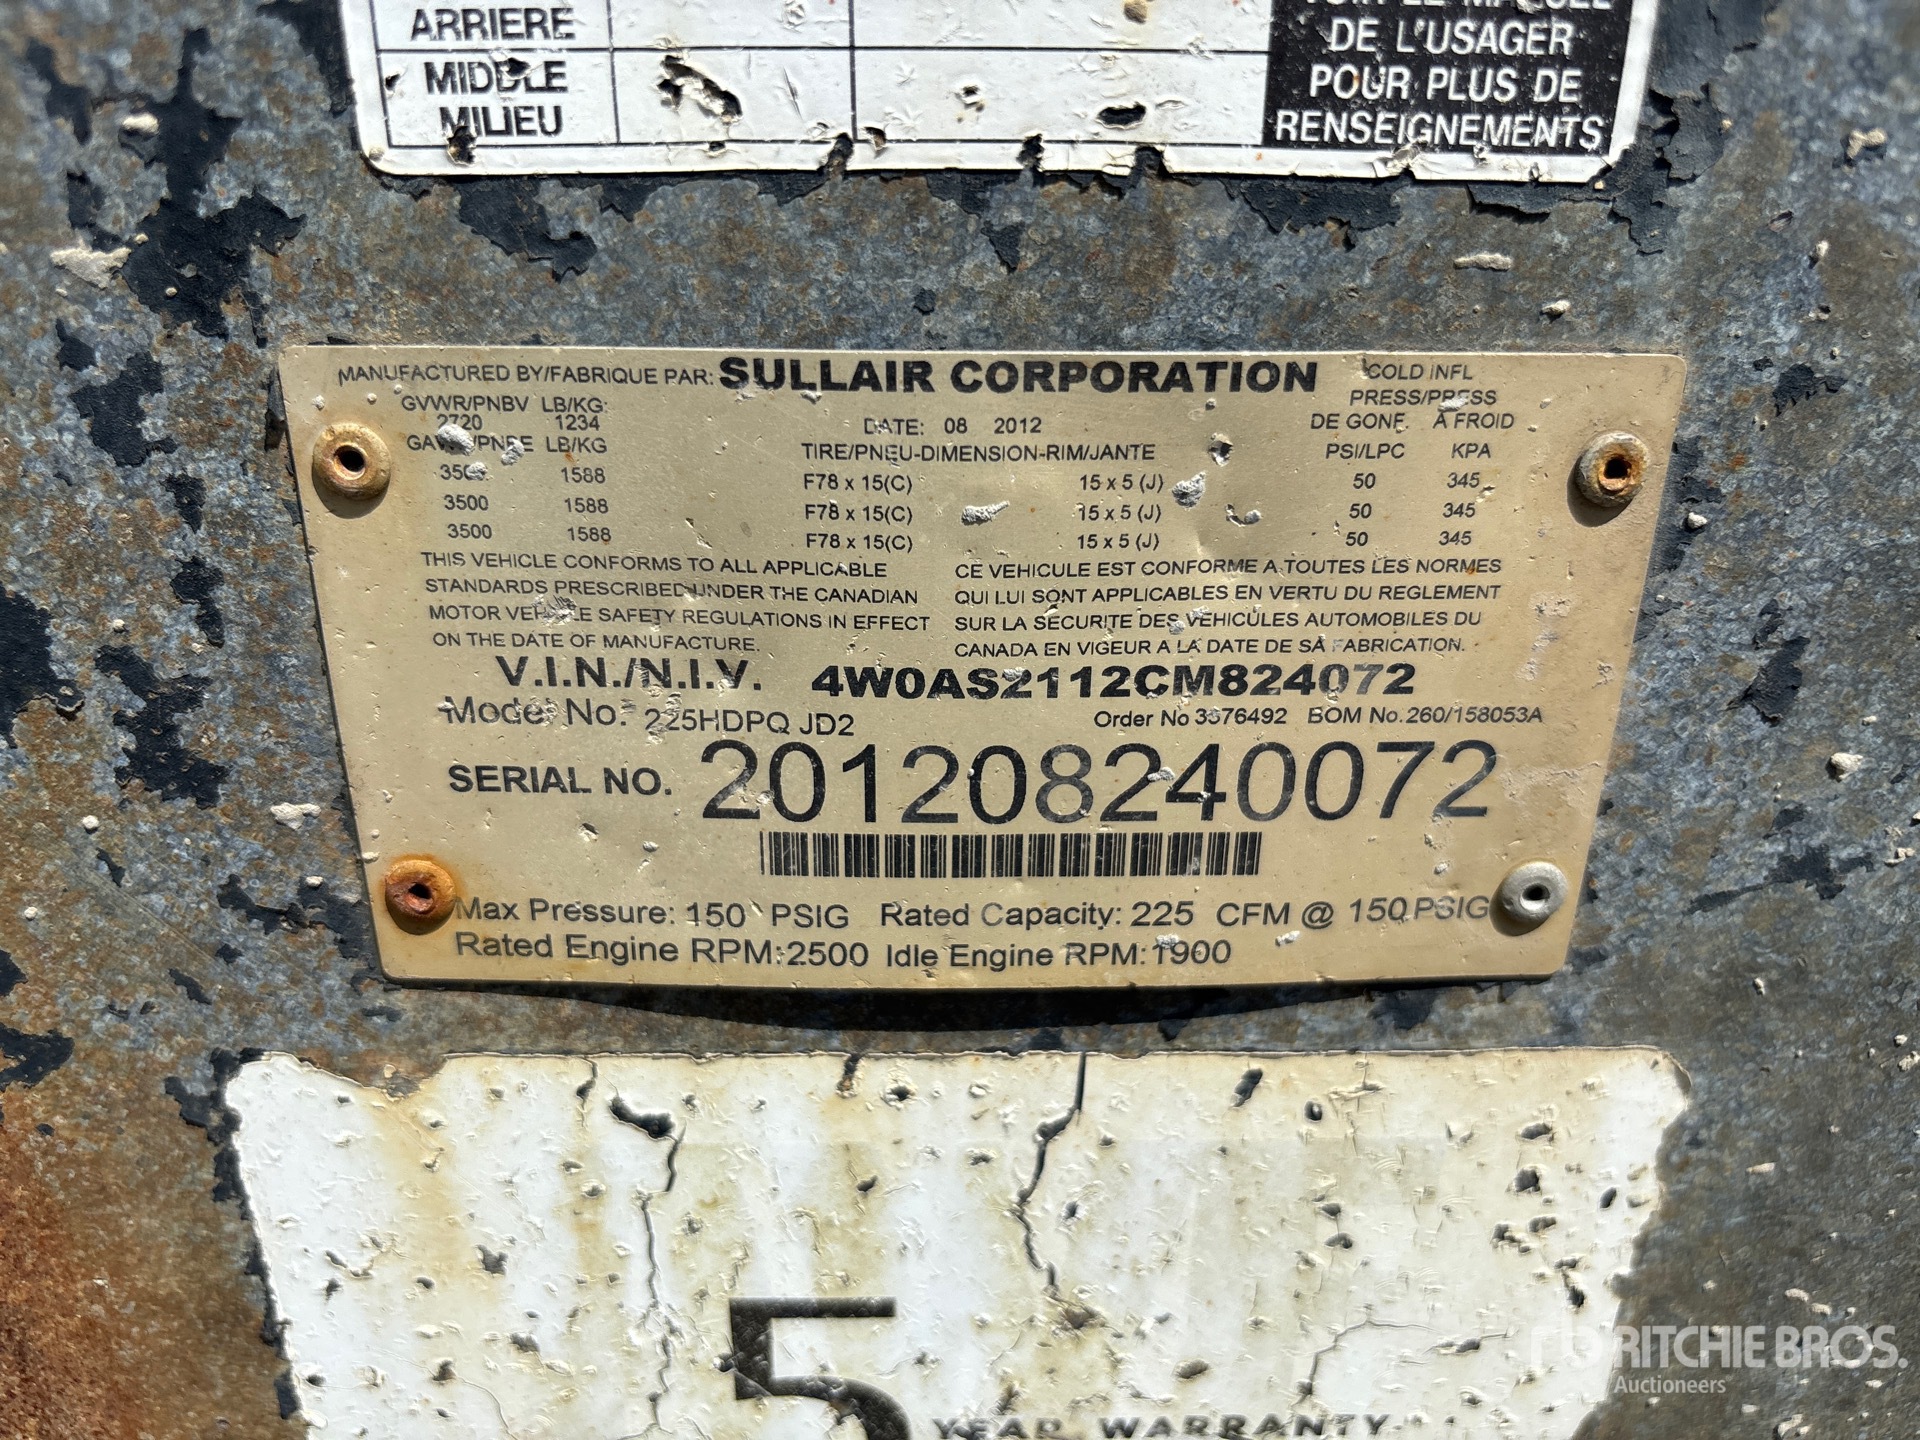 ARRIERE
MIDDLE
MILIEU
DE L'USAGER
POUR PLUS DE
RENSEIGNEMENTS
MANUFACTURED BY/FABRIQUE PAR: SULLAIR CORPORATION
COLD INFL
PRESS/PRESS
GVWR/PNBV LB/KG:
2720 1234
DATE: 08 2012
DE GONF. A FROID
GAWR/PNBE LB/KG
TIRE/PNEU-DIMENSION-RIM/JANTE
PSI/LPC KPA
3500 1588 F78 x 15(C) 15 x 5 (J) 50 345
3500 1588 F78 x 15(C) 15 x 5 (J) 50 345
3500 1588 F78 x 15(C) 15 x 5 (J) 50 345
THIS VEHICLE CONFORMS TO ALL APPLICABLE
STANDARDS PRESCRIBED UNDER THE CANADIAN
MOTOR VEHICLE SAFETY REGULATIONS IN EFFECT
ON THE DATE OF MANUFACTURE.
CE VEHICULE EST CONFORME A TOUTES LES NORMES
QUI LUI SONT APPLICABLES EN VERTU DU REGLEMENT
SUR LA SECURITE DES VEHICULES AUTOMOBILES DU
CANADA EN VIGEUR A LA DATE DE SA FABRICATION.
V.I.N./N.I.V. 4W0AS2112CM824072
Model No. 225HDPQ JD2 Order No 3376492 BOM No. 260/158053A
SERIAL NO. 201208240072
Max Pressure: 150 PSIG Rated Capacity: 225 CFM @ 150 PSIG
Rated Engine RPM:2500 Idle Engine RPM:1900
5 YEAR WARRANTY
RITCHIE BROS.
Auctioneers